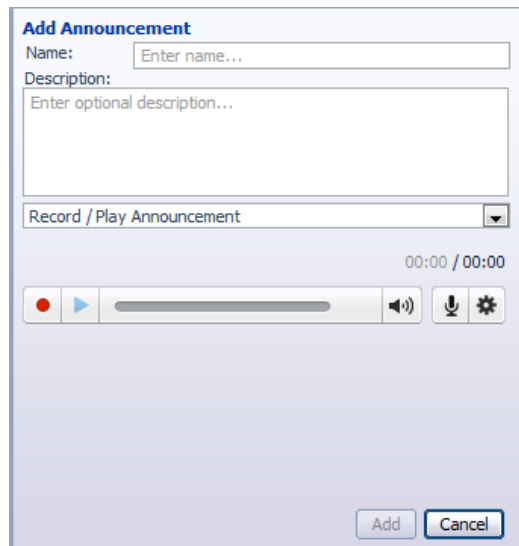 Add Announcement
Name: Enter name...
Description:
Enter optional description...
Record / Play Announcement
00:00 / 00:00
Add Cancel